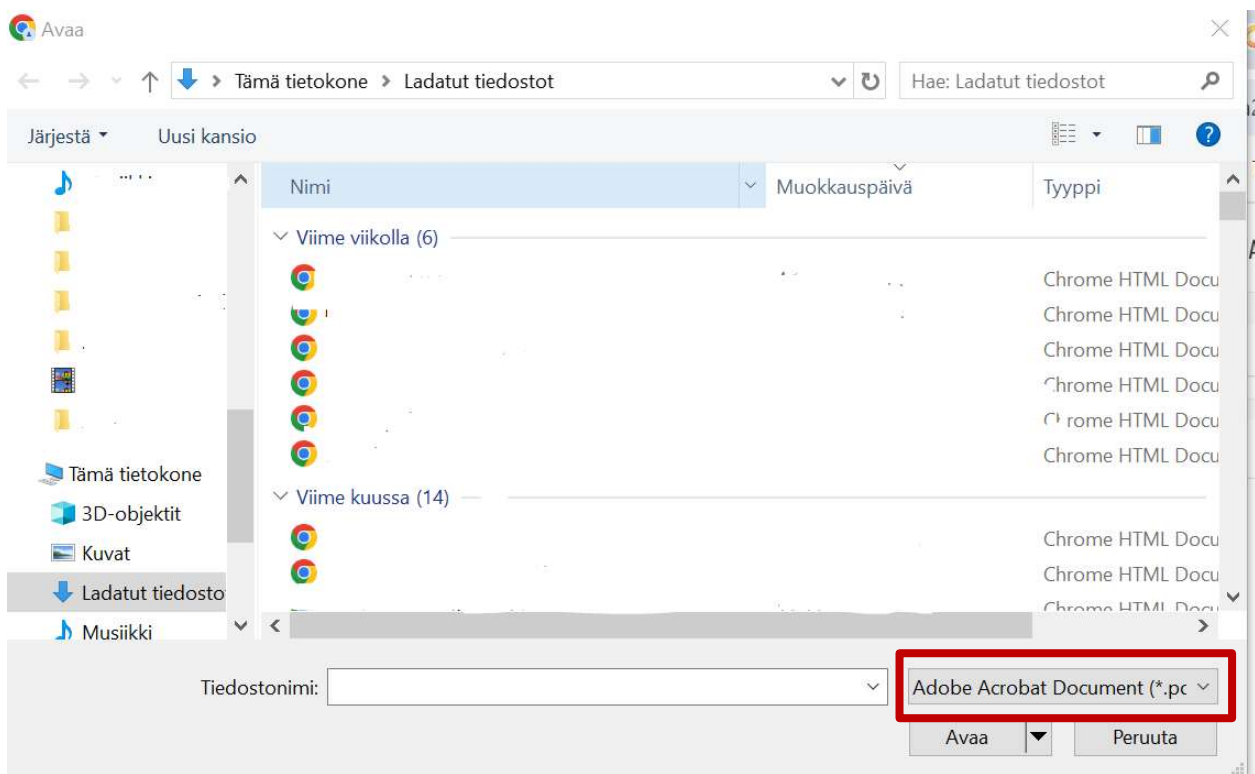 Avaa
Tämä tietokone > Ladatut tiedostot
Hae: Ladatut tiedostot
Järjestä
Uusi kansio
Nimi
Muokkauspäivä
Tyyppi
Viime viikolla (6)
Chrome HTML Docu
Chrome HTML Docu
Chrome HTML Docu
Chrome HTML Docu
Chrome HTML Docu
Chrome HTML Docu
Viime kuussa (14)
Chrome HTML Docu
Chrome HTML Docu
Chrome HTML Docu
Tämä tietokone
3D-objektit
Kuvat
Ladatut tiedosto
Musiikki
Tiedostonimi:
Adobe Acrobat Document (*.pc
Avaa
Peruuta